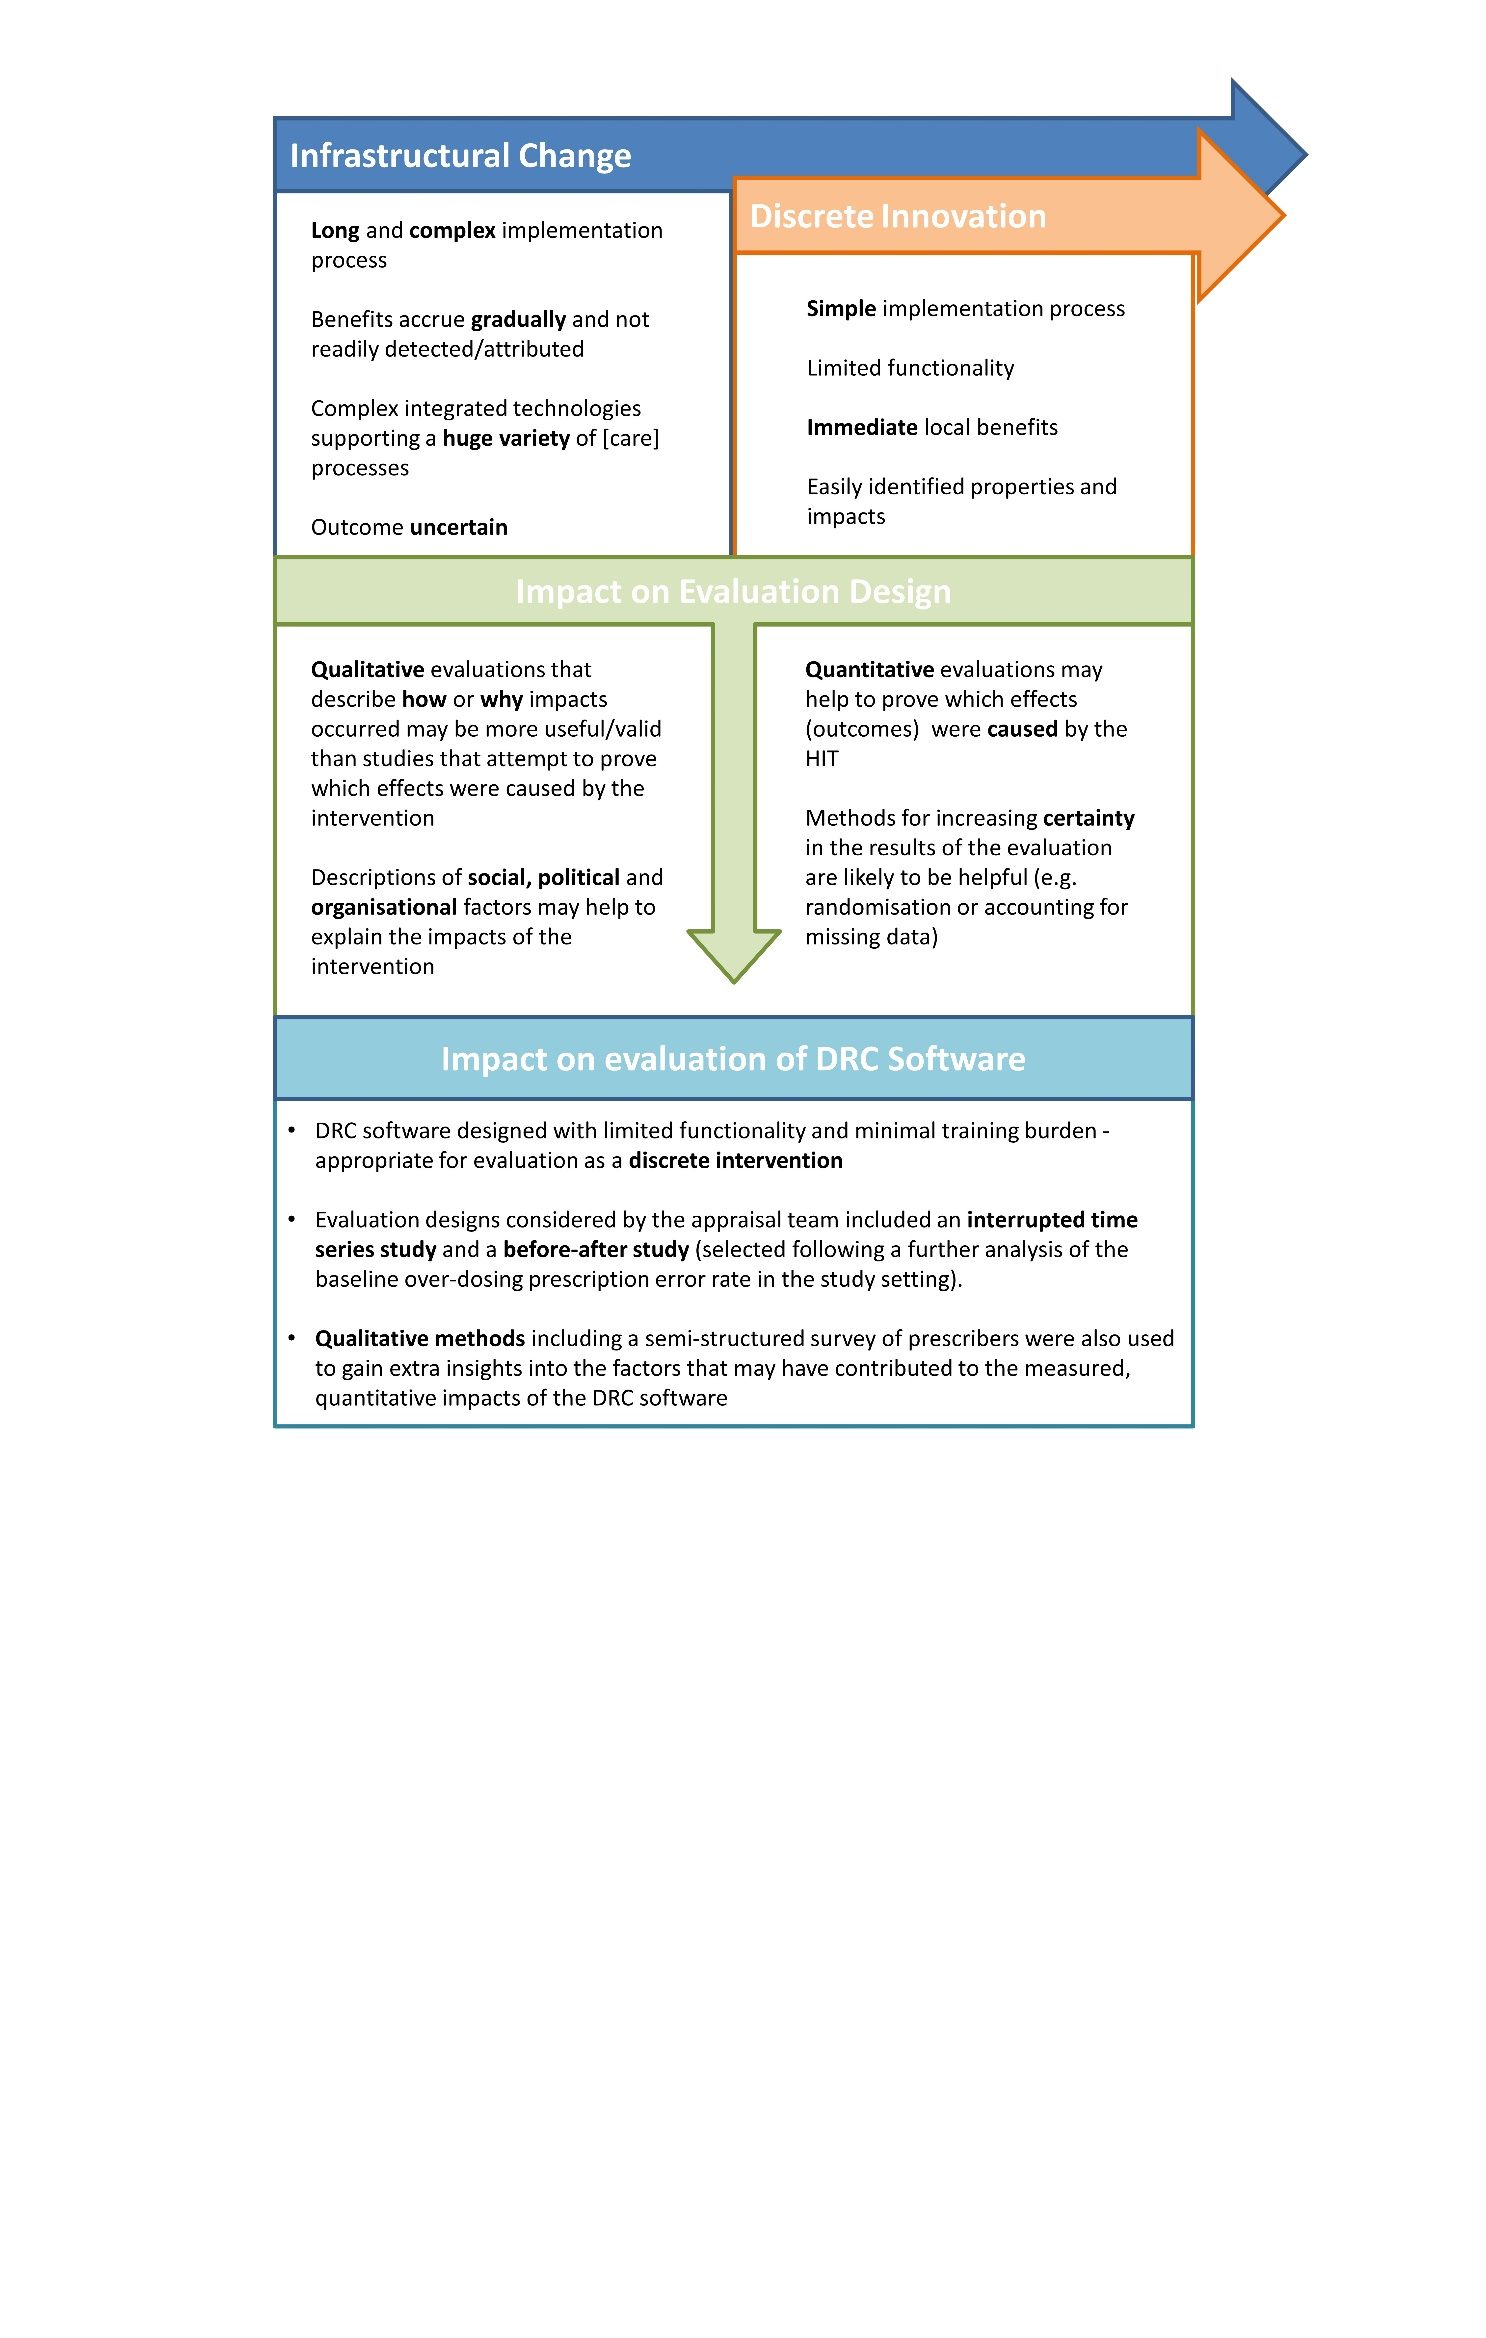 Infrastructural Change
Discrete Innovation
Long and complex implementation
process
Benefits accrue gradually and not
readily detected/attributed
Complex integrated technologies
supporting a huge variety of [care]
processes
Outcome uncertain
Simple implementation process
Limited functionality
Immediate local benefits
Easily identified properties and
impacts
Impact on Evaluation Design
Qualitative evaluations that
describe how or why impacts
occurred may be more useful/valid
than studies that attempt to prove
which effects were caused by the
intervention
Descriptions of social, political and
organisational factors may help to
explain the impacts of the
intervention
Quantitative evaluations may
help to prove which effects
(outcomes)  were caused by the
HIT
Methods for increasing certainty
in the results of the evaluation
are likely to be helpful (e.g.
randomisation or accounting for
missing data)
Impact on evaluation of DRC Software
• DRC software designed with limited functionality and minimal training burden -
appropriate for evaluation as a discrete intervention
• Evaluation designs considered by the appraisal team included an interrupted time
series study and a before-after study (selected following a further analysis of the
baseline over-dosing prescription error rate in the study setting).
• Qualitative methods including a semi-structured survey of prescribers were also used
to gain extra insights into the factors that may have contributed to the measured,
quantitative impacts of the DRC software